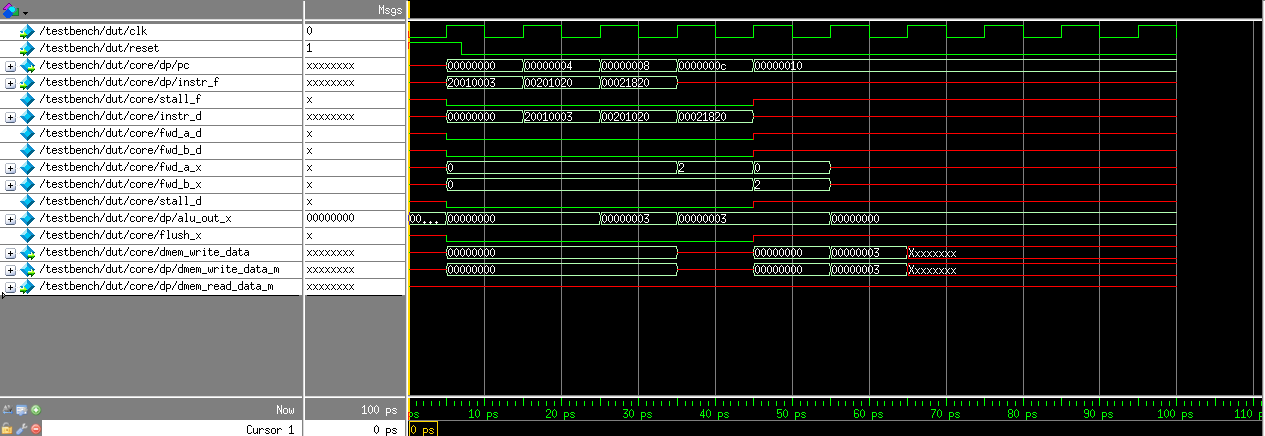 Msgs
/testbench/dut/clk 0
/testbench/dut/reset 1
/testbench/dut/core/dp/pc xxxxxxxx 00000000 00000004 00000008 0000000c 00000010
/testbench/dut/core/dp/instr_f xxxxxxxx 20010003 00201020 00021820
/testbench/dut/core/stall_f x
/testbench/dut/core/instr_d xxxxxxxx 00000000 20010003 00201020 00021820
/testbench/dut/core/fwd_a_d x
/testbench/dut/core/fwd_b_d x
/testbench/dut/core/fwd_a_x x 0 2 0
/testbench/dut/core/fwd_b_x x 0 2
/testbench/dut/core/stall_d x
/testbench/dut/core/dp/alu_out_x 00000000 00... 00000000 00000003 00000003 00000000
/testbench/dut/core/flush_x x
/testbench/dut/core/dmem_write_data xxxxxxxx 00000000 00000000 00000003 Xxxxxxxx
/testbench/dut/core/dp/dmem_write_data_m xxxxxxxx 00000000 00000000 00000003 Xxxxxxxx
/testbench/dut/core/dp/dmem_read_data_m xxxxxxxx
Now 100 ps ps 10 ps 20 ps 30 ps 40 ps 50 ps 60 ps 70 ps 80 ps 90 ps 100 ps 110 p
Cursor 1 0 ps 0 ps